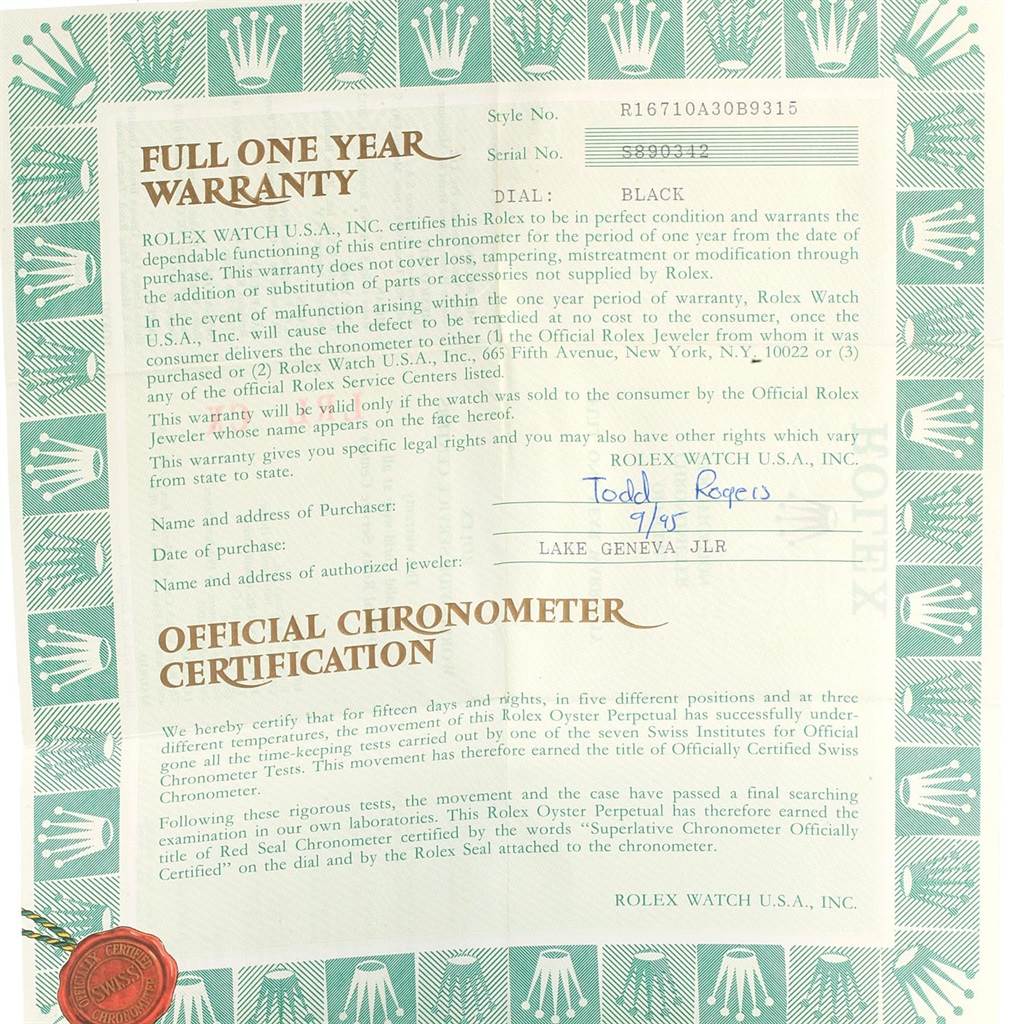 Style No. R16710A30B9315
FULL ONE YEAR
WARRANTY
Serial No. S890342
DIAL: BLACK
ROLEX WATCH U.S.A., INC. certifies this Rolex to be in perfect condition and warrants the
dependable functioning of this entire chronometer for the period of one year from the date of
purchase. This warranty does not cover loss, tampering, mistreatment or modification through
the addition or substitution of parts or accessories not supplied by Rolex.
In the event of malfunction arising within the one year period of warranty, Rolex Watch
U.S.A., Inc. will cause the defect to be remedied at no cost to the consumer, once the
consumer delivers the chronometer to either (1) the Official Rolex Jeweler from whom it was
purchased or (2) Rolex Watch U.S.A., Inc., 665 Fifth Avenue, New York, N.Y. 10022 or (3)
any of the official Rolex Service Centers listed.
This warranty will be valid only if the watch was sold to the consumer by the Official Rolex
Jeweler whose name appears on the face hereof.
This warranty gives you specific legal rights and you may also have other rights which vary
from state to state.
ROLEX WATCH U.S.A., INC.
Name and address of Purchaser: Todd Rogers
Date of purchase: 9/95
Name and address of authorized jeweler: LAKE GENEVA JLR
OFFICIAL CHRONOMETER
CERTIFICATION
We hereby certify that for fifteen days and nights, in five different positions and at three
different temperatures, the movement of this Rolex Oyster Perpetual has successfully under-
gone all the time-keeping tests carried out by one of the seven Swiss Institutes for Official
Chronometer Tests. This movement has therefore earned the title of Officially Certified Swiss
Chronometer.
Following these rigorous tests, the movement and the case have passed a final searching
examination in our own laboratories. This Rolex Oyster Perpetual has therefore earned the
title of Red Seal Chronometer certified by the words “Superlative Chronometer Officially
Certified” on the dial and by the Rolex Seal attached to the chronometer.
ROLEX WATCH U.S.A., INC.
OFFICIALLY CERTIFIED
SWISS
CHRONOMETER